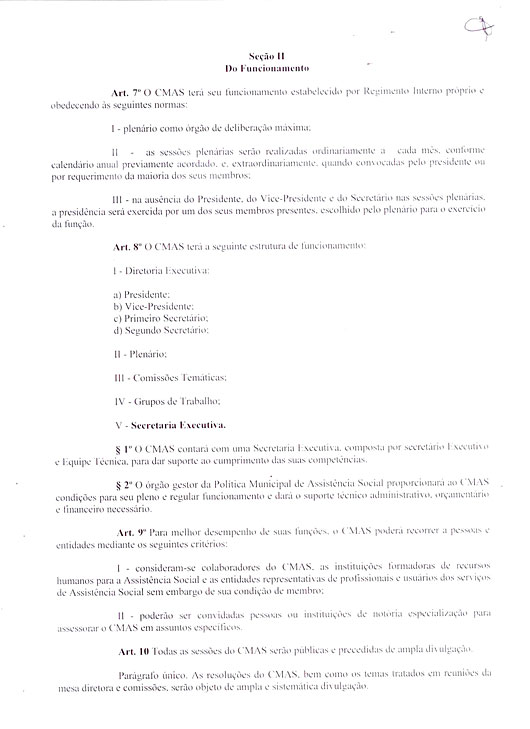 Seção II
Do Funcionamento
Art. 7º O CMAS terá seu funcionamento estabelecido por Regimento Interno próprio e
obedecendo às seguintes normas:
I - plenário como órgão de deliberação máxima;
II - as sessões plenárias serão realizadas ordinariamente a cada mês, conforme
calendário anual previamente acordado, e, extraordinariamente, quando convocadas pelo presidente ou
por requerimento da maioria dos seus membros;
III - na ausência do Presidente, do Vice-Presidente e do Secretário nas sessões plenárias,
a presidência será exercida por um dos seus membros presentes, escolhido pelo plenário para o exercício
da função.
Art. 8º O CMAS terá a seguinte estrutura de funcionamento:
I - Diretoria Executiva:
a) Presidente;
b) Vice-Presidente;
c) Primeiro Secretário;
d) Segundo Secretário;
II - Plenário;
III - Comissões Temáticas;
IV - Grupos de Trabalho;
V - Secretaria Executiva.
§ 1º O CMAS contará com uma Secretaria Executiva, composta por secretário Executivo
e Equipe Técnica, para dar suporte ao cumprimento das suas competências.
§ 2º O órgão gestor da Política Municipal de Assistência Social proporcionará ao CMAS
condições para seu pleno e regular funcionamento e dará o suporte técnico administrativo, orçamentário
e financeiro necessário.
Art. 9º Para melhor desempenho de suas funções, o CMAS poderá recorrer a pessoas e
entidades mediante os seguintes critérios:
I - consideram-se colaboradores do CMAS, as instituições formadoras de recursos
humanos para a Assistência Social e as entidades representativas de profissionais e usuários dos serviços
de Assistência Social sem embargo de sua condição de membro;
II - poderão ser convidadas pessoas ou instituições de notória especialização para
assessorar o CMAS em assuntos específicos.
Art. 10 Todas as sessões do CMAS serão públicas e precedidas de ampla divulgação.
Parágrafo único. As resoluções do CMAS, bem como os temas tratados em reuniões da
mesa diretora e comissões, serão objeto de ampla e sistemática divulgação.